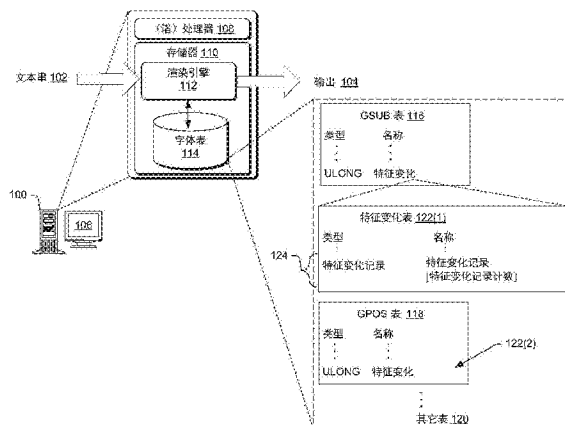 （诸）处理器 108
存储器 110
文本串 102
渲染引擎
112
输出 104
字体表
114
GSUB 表 116
类型 名称
ULONG 特征变化
100
106
特征变化表 122(1)
类型 名称
124
特征变化记录 特征变化记录
[特征变化记录计数]
GPOS 表 118
类型 名称
122(2)
ULONG 特征变化
其它表 120